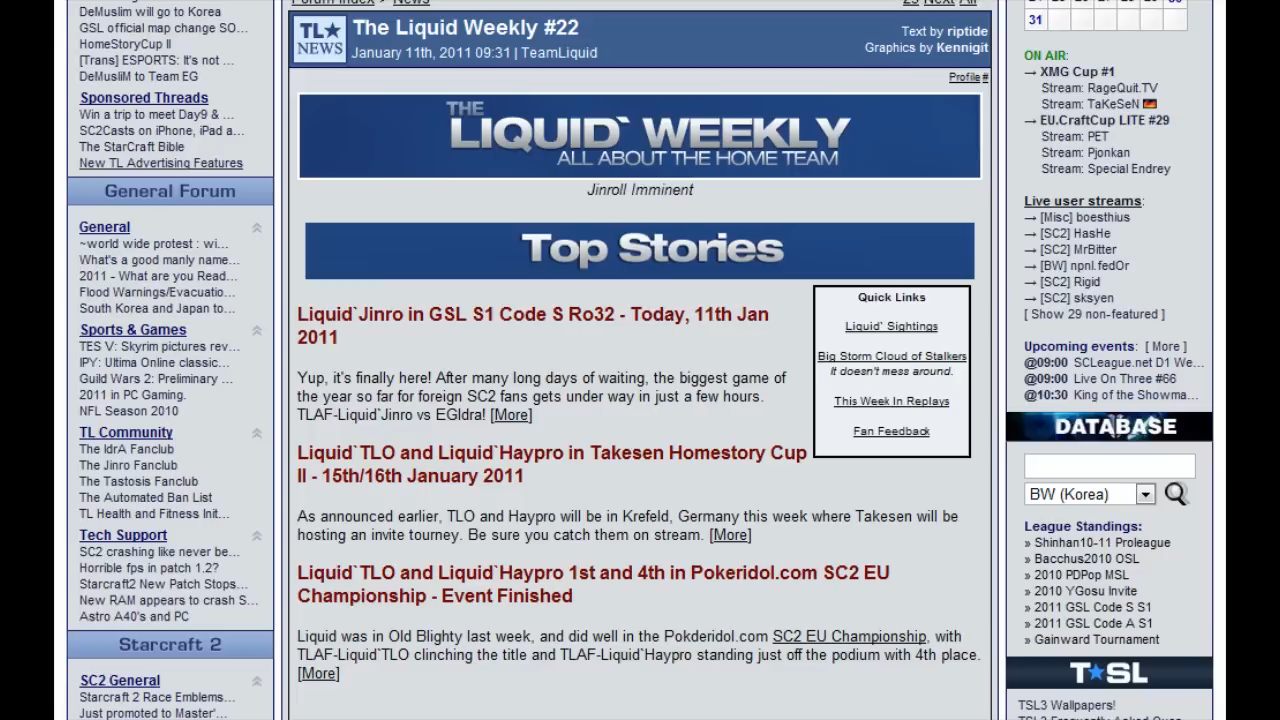 DeMuslim will go to Korea
GSL official map change SO...
HomeStoryCup II
[Trans] ESPORTS: It's not ...
DeMusliM to Team EG
Sponsored Threads
Win a trip to meet Day9 & ...
SC2Casts on iPhone, iPad a...
The StarCraft Bible
New TL Advertising Features
General Forum
General
~world wide protest : wi...
What's a good manly name...
2011 - What are you Read...
Flood Warnings/Evacuatio...
South Korea and Japan to...
Sports & Games
TES V: Skyrim pictures rev...
IPY: Ultima Online classic...
Guild Wars 2: Preliminary ...
2011 in PC Gaming.
NFL Season 2010
TL Community
The IdrA Fanclub
The Jinro Fanclub
The Tastosis Fanclub
The Automated Ban List
TL Health and Fitness Init...
Tech Support
SC2 crashing like never be...
Horrible fps in patch 1.2?
Starcraft2 New Patch Stops...
New RAM appears to crash S...
Astro A40's and PC
Starcraft 2
SC2 General
Starcraft 2 Race Emblems...
Just promoted to Master'...
Forum Index > News
23 Next All
TL★
NEWS
The Liquid Weekly #22
January 11th, 2011 09:31 | TeamLiquid
Text by riptide
Graphics by Kennigit
Profile #
THE
LIQUID` WEEKLY
ALL ABOUT THE HOME TEAM
Jinroll Imminent
Top Stories
Liquid`Jinro in GSL S1 Code S Ro32 - Today, 11th Jan
2011
Yup, it's finally here! After many long days of waiting, the biggest game of
the year so far for foreign SC2 fans gets under way in just a few hours.
TLAF-Liquid`Jinro vs EGIdra! [More]
Quick Links
Liquid` Sightings
Big Storm Cloud of Stalkers
It doesn't mess around.
This Week In Replays
Fan Feedback
Liquid`TLO and Liquid`Haypro in Takesen Homestory Cup
II - 15th/16th January 2011
As announced earlier, TLO and Haypro will be in Krefeld, Germany this week where Takesen will be
hosting an invite tourney. Be sure you catch them on stream. [More]
Liquid`TLO and Liquid`Haypro 1st and 4th in Pokeridol.com SC2 EU
Championship - Event Finished
Liquid was in Old Blighty last week, and did well in the Pokderidol.com SC2 EU Championship, with
TLAF-Liquid`TLO clinching the title and TLAF-Liquid`Haypro standing just off the podium with 4th place.
[More]
31
ON AIR:
→ XMG Cup #1
Stream: RageQuit.TV
Stream: TaKeSeN
→ EU.CraftCup LITE #29
Stream: PET
Stream: Pjonkan
Stream: Special Endrey
Live user streams:
→ [Misc] boesthius
→ [SC2] HasHe
→ [SC2] MrBitter
→ [BW] npnl.fedOr
→ [SC2] Rigid
→ [SC2] sksyen
[ Show 29 non-featured ]
Upcoming events: [ More ]
@09:00 SCLeague.net D1 We...
@09:00 Live On Three #66
@10:30 King of the Showma...
DATABASE
BW (Korea)
League Standings:
» Shinhan10-11 Proleague
» Bacchus2010 OSL
» 2010 PDPop MSL
» 2010 YGosu Invite
» 2011 GSL Code S S1
» 2011 GSL Code A S1
» Gainward Tournament
T★SL
TSL3 Wallpapers!